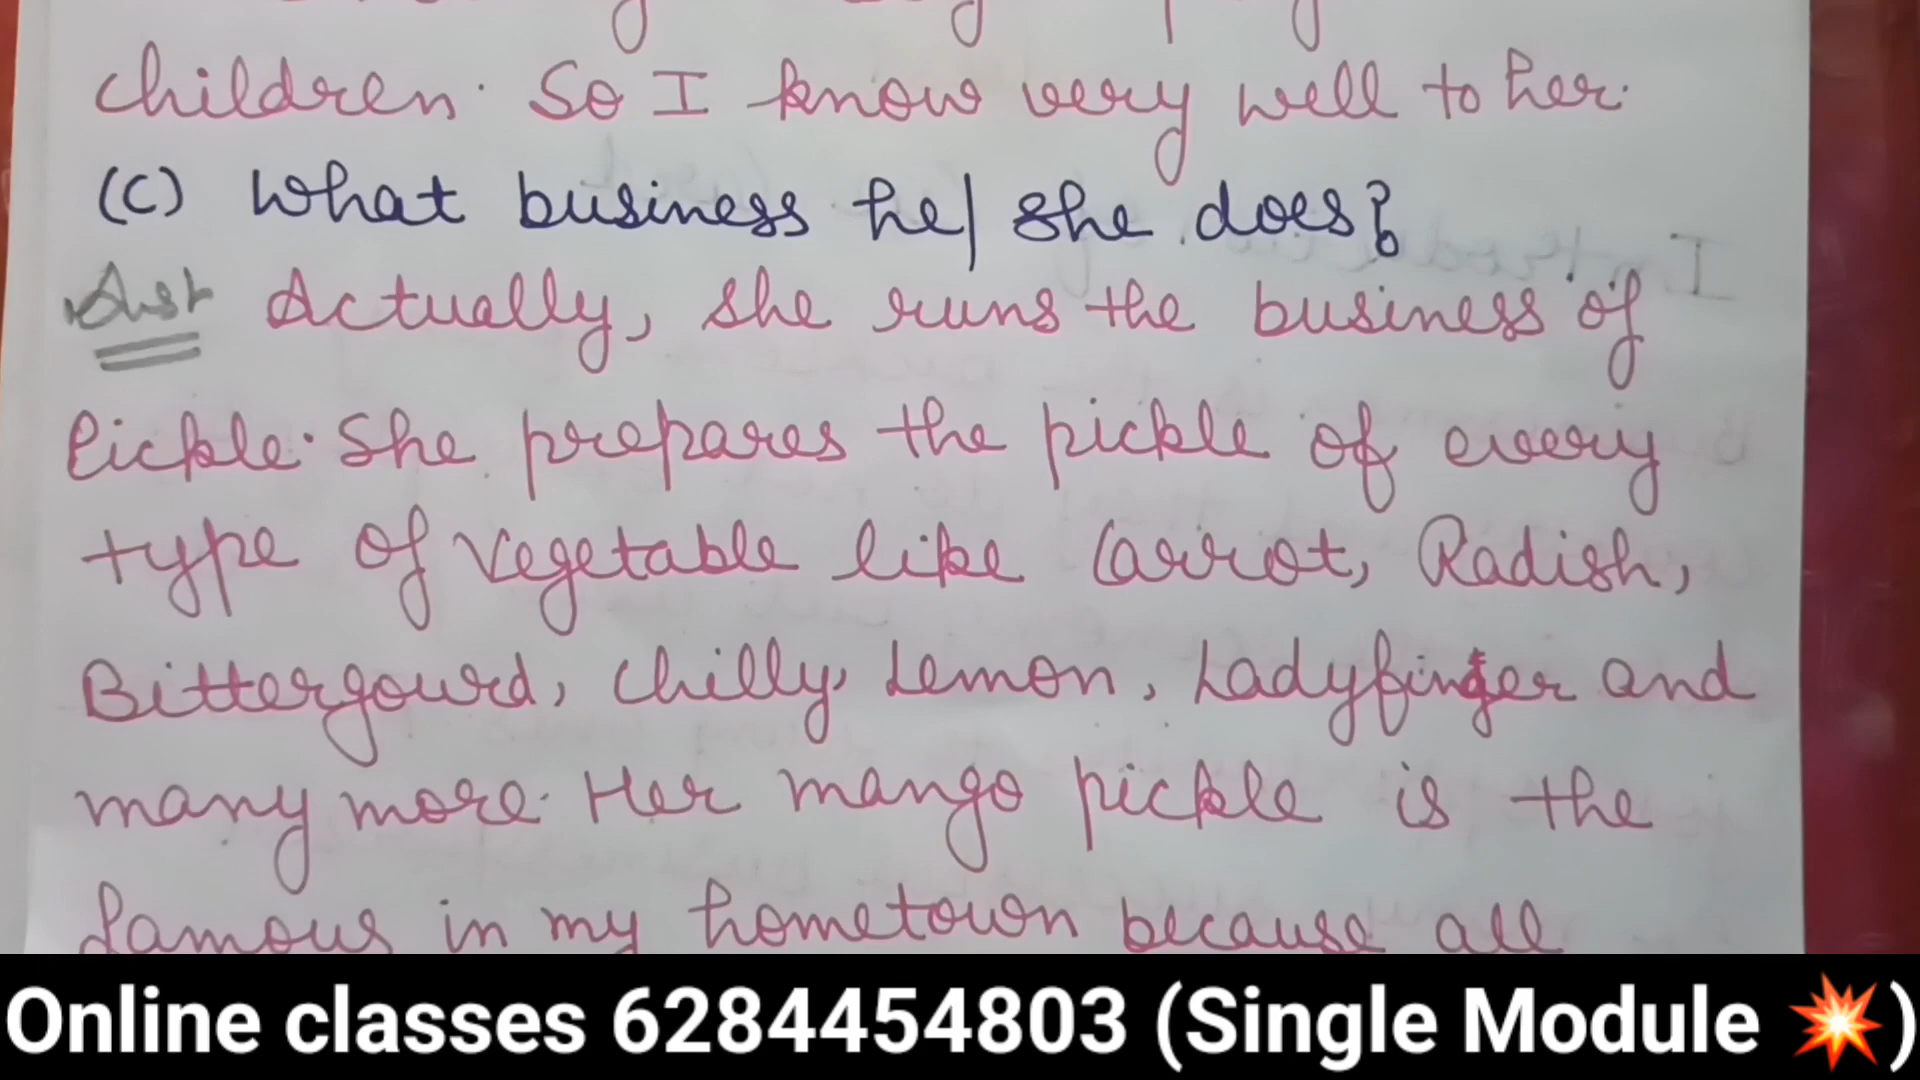 children. So I know very well to her.
(C) What business he/she does?
Ans: Actually, she runs the business of
Pickle. She prepares the pickle of every
type of vegetable like Carrot, Radish,
Bittergourd, Chilly, Lemon, Ladyfinger and
many more. Her mango pickle is the
famous in my hometown because all
Online classes 6284454803 (Single Module 💥)